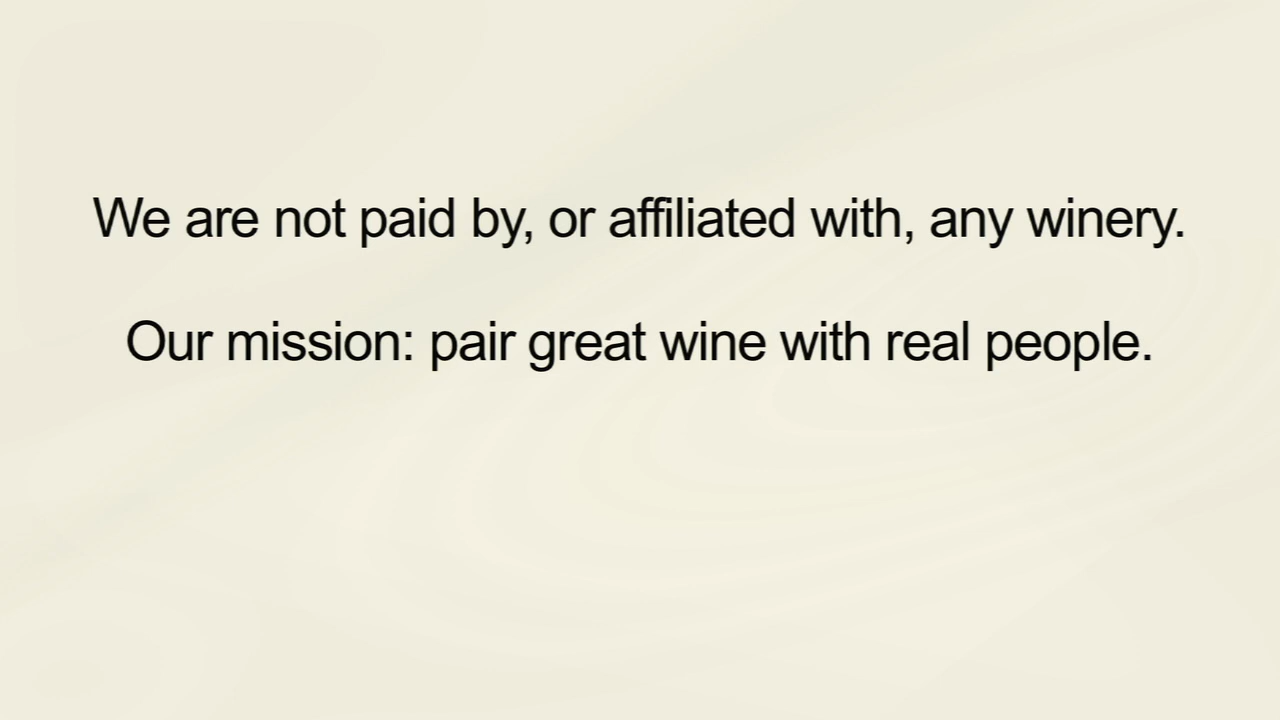 We are not paid by, or affiliated with, any winery.
Our mission: pair great wine with real people.